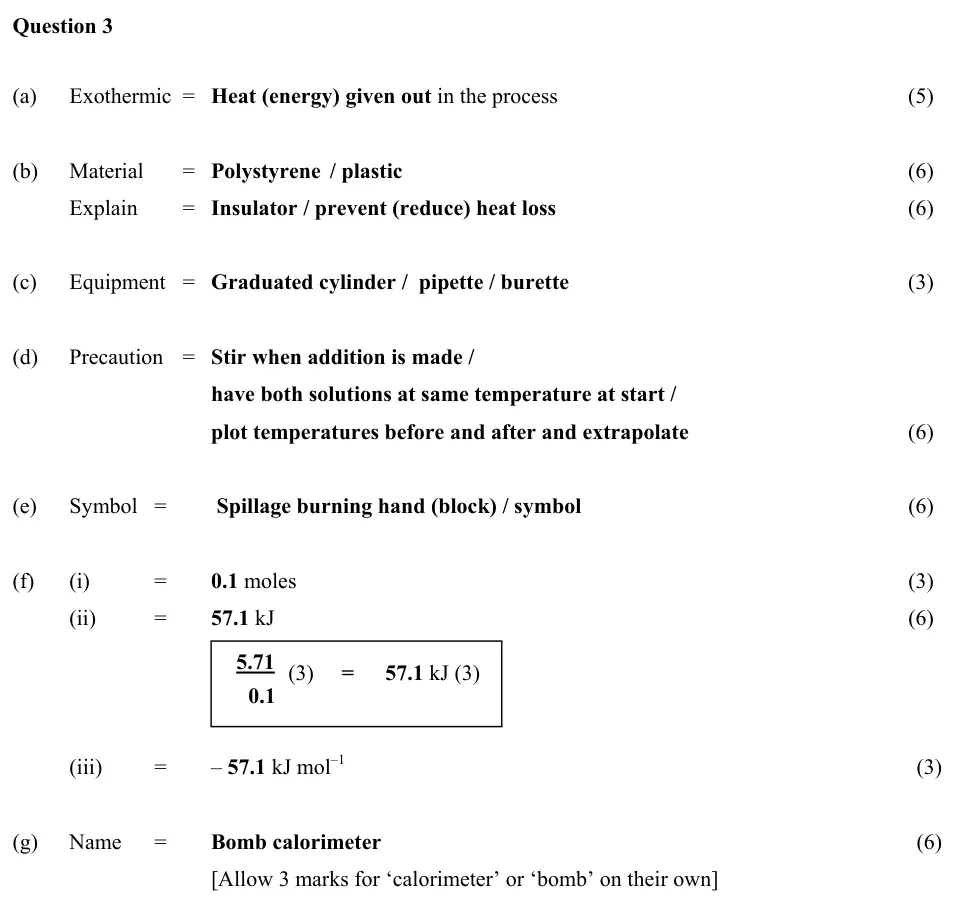 Question 3
(a) Exothermic = Heat (energy) given out in the process (5)
(b) Material = Polystyrene / plastic (6)
Explain = Insulator / prevent (reduce) heat loss (6)
(c) Equipment = Graduated cylinder / pipette / burette (3)
(d) Precaution = Stir when addition is made /
have both solutions at same temperature at start /
plot temperatures before and after and extrapolate (6)
(e) Symbol = Spillage burning hand (block) / symbol (6)
(f) (i) = 0.1 moles (3)
(ii) = 57.1 kJ (6)
5.71
(3) = 57.1 kJ (3)
0.1
(iii) = – 57.1 kJ mol⁻¹ (3)
(g) Name = Bomb calorimeter (6)
[Allow 3 marks for ‘calorimeter’ or ‘bomb’ on their own]